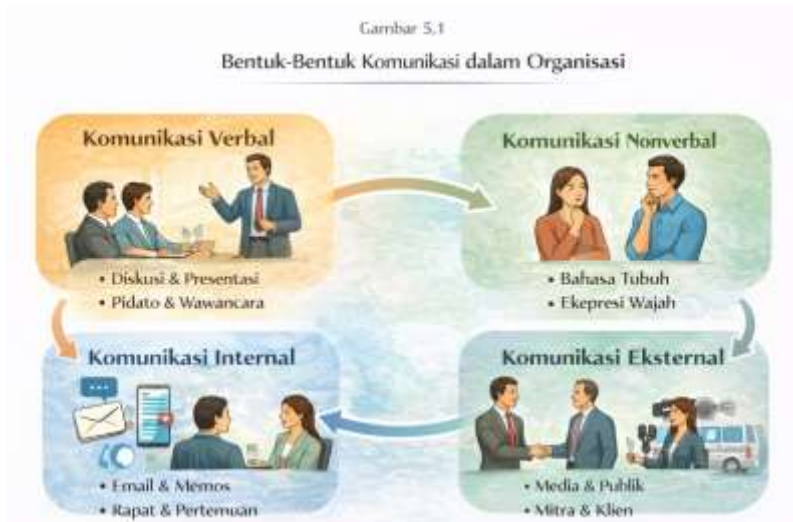 Gambar 5.1
Bentuk-Bentuk Komunikasi dalam Organisasi
Komunikasi Verbal
• Diskusi & Presentasi
• Pidato & Wawancara
Komunikasi Nonverbal
• Bahasa Tubuh
• Ekepresi Wajah
Komunikasi Internal
• Email & Memos
• Rapat & Pertemuan
Komunikasi Eksternal
• Media & Publik
• Mitra & Klien